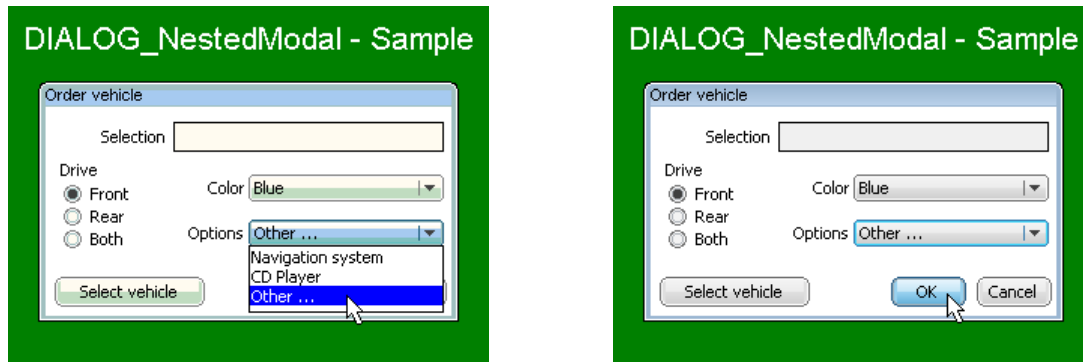 DIALOG_NestedModal - Sample
Order vehicle
Selection
Drive
Front
Color Blue
Rear
Both
Options Other ...
Navigation system
CD Player
Other ...
Select vehicle
DIALOG_NestedModal - Sample
Order vehicle
Selection
Drive
Front
Color Blue
Rear
Both
Options Other ...
Select vehicle
OK
Cancel